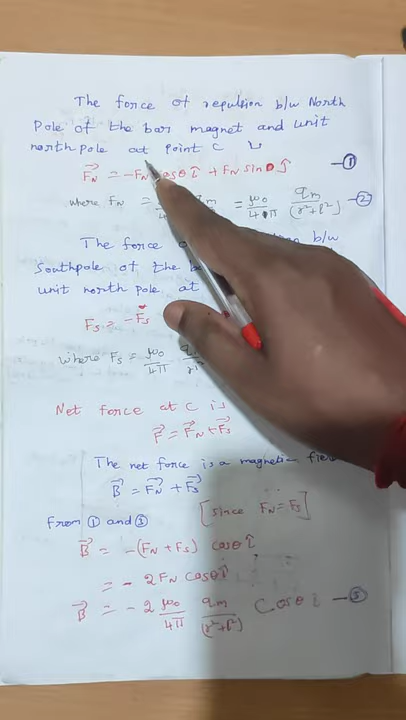 The force of repulsion b/w North
Pole of the bar magnet and unit
north pole at point C is
F⃗N = -FN cosθ î + FN sinθ ĵ —①
where FN = qm = μ0/4π qm/(r²+l²) —②
The force b/w
Southpole of the
unit north pole at
FS = -FS
where FS = μ0/4π
Net force at C is
F⃗ = F⃗N + F⃗S
The net force is a magnetic
B⃗ = F⃗N + F⃗S
[since FN = FS]
From ① and ③
B⃗ = -(FN + FS) cosθ î
= - 2FN cosθ î
B⃗ = - 2 μ0/4π qm/(r²+l²) Cosθ î —⑤